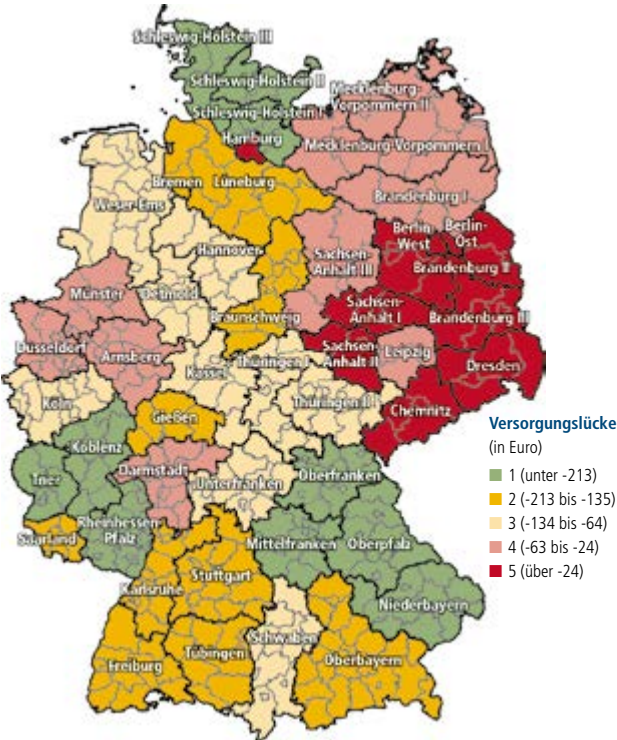 Schleswig-Holstein III
Schleswig-Holstein II
Mecklenburg-
Vorpommern II
Schleswig-Holstein I
Hamburg
Mecklenburg-Vorpommern I
Bremen
Lüneburg
Brandenburg I
Weser-Ems
Berlin-
West
Berlin-
Ost
Hannover
Sachsen-
Anhalt III
Brandenburg II
Münster
Detmold
Sachsen-
Anhalt I
Braunschweig
Brandenburg III
Düsseldorf
Arnsberg
Sachsen-
Anhalt II
Leipzig
Kassel
Thüringen I
Dresden
Köln
Thüringen II
Chemnitz
Gießen
Koblenz
Darmstadt
Oberfranken
Trier
Unterfranken
Rheinhessen-
Pfalz
Saarland
Mittelfranken
Oberpfalz
Stuttgart
Karlsruhe
Niederbayern
Schwaben
Tübingen
Oberbayern
Freiburg
Versorgungslücke
(in Euro)
1 (unter -213)
2 (-213 bis -135)
3 (-134 bis -64)
4 (-63 bis -24)
5 (über -24)